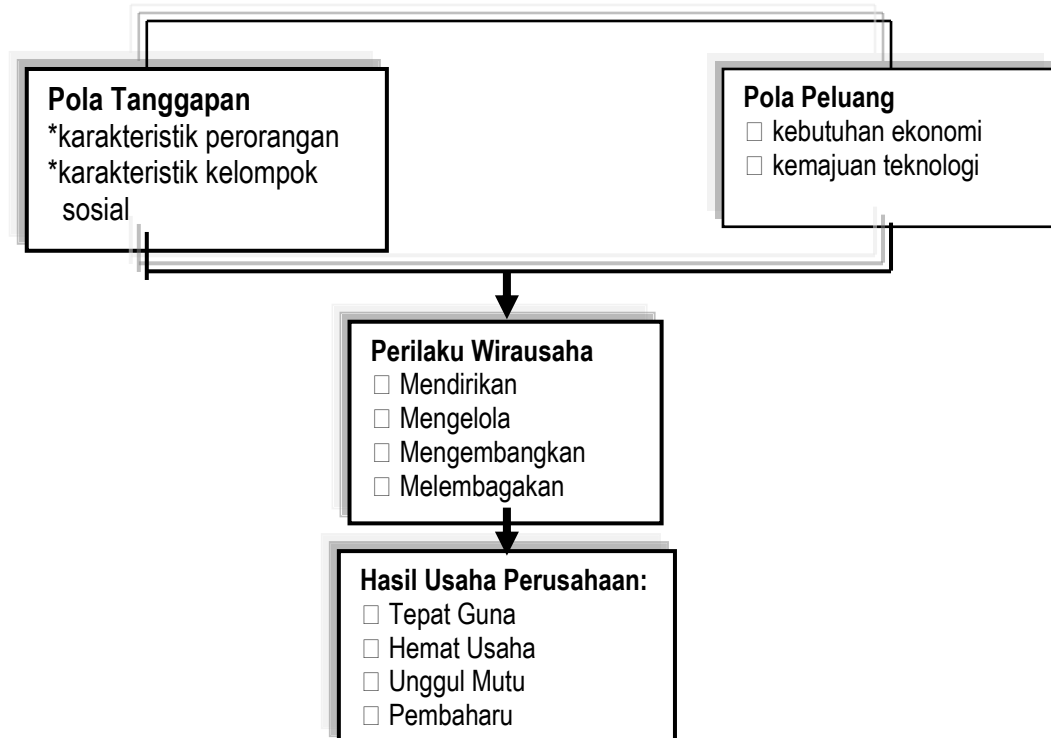 Pola Tanggapan
*karakteristik perorangan
*karakteristik kelompok
sosial
Pola Peluang
□ kebutuhan ekonomi
□ kemajuan teknologi
Perilaku Wirausaha
□ Mendirikan
□ Mengelola
□ Mengembangkan
□ Melembagakan
Hasil Usaha Perusahaan:
□ Tepat Guna
□ Hemat Usaha
□ Unggul Mutu
□ Pembaharu